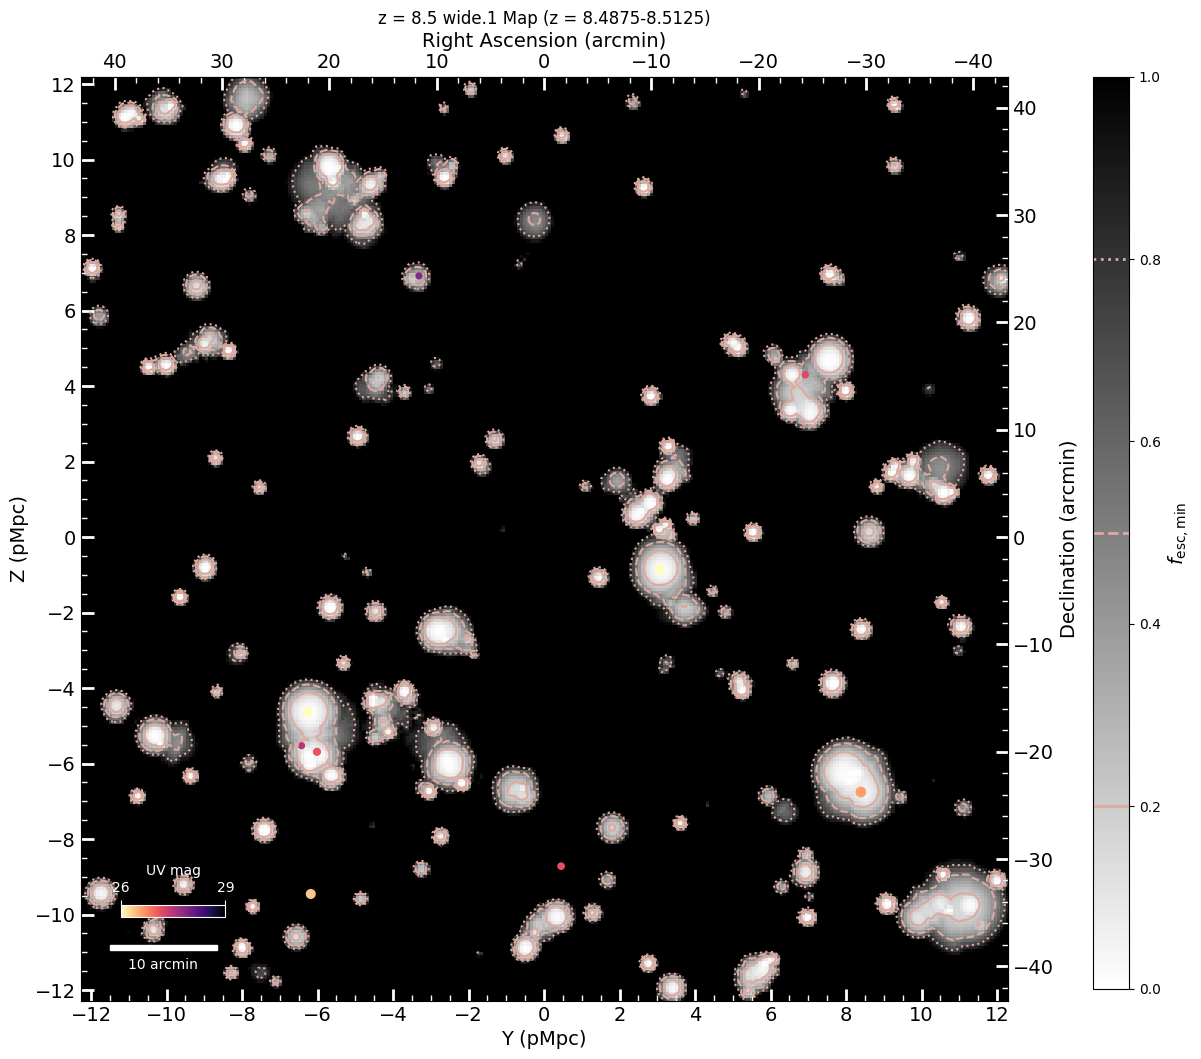 z = 8.5 wide.1 Map (z = 8.4875-8.5125)
Right Ascension (arcmin)
40 30 20 10 0 −10 −20 −30 −40
12 10 8 6 4 2 0 −2 −4 −6 −8 −10 −12
Z (pMpc)
UV mag
26 29
10 arcmin
−12 −10 −8 −6 −4 −2 0 2 4 6 8 10 12
Y (pMpc)
40 30 20 10 0 −10 −20 −30 −40
Declination (arcmin)
1.0 0.8 0.6 0.4 0.2 0.0
fesc, min